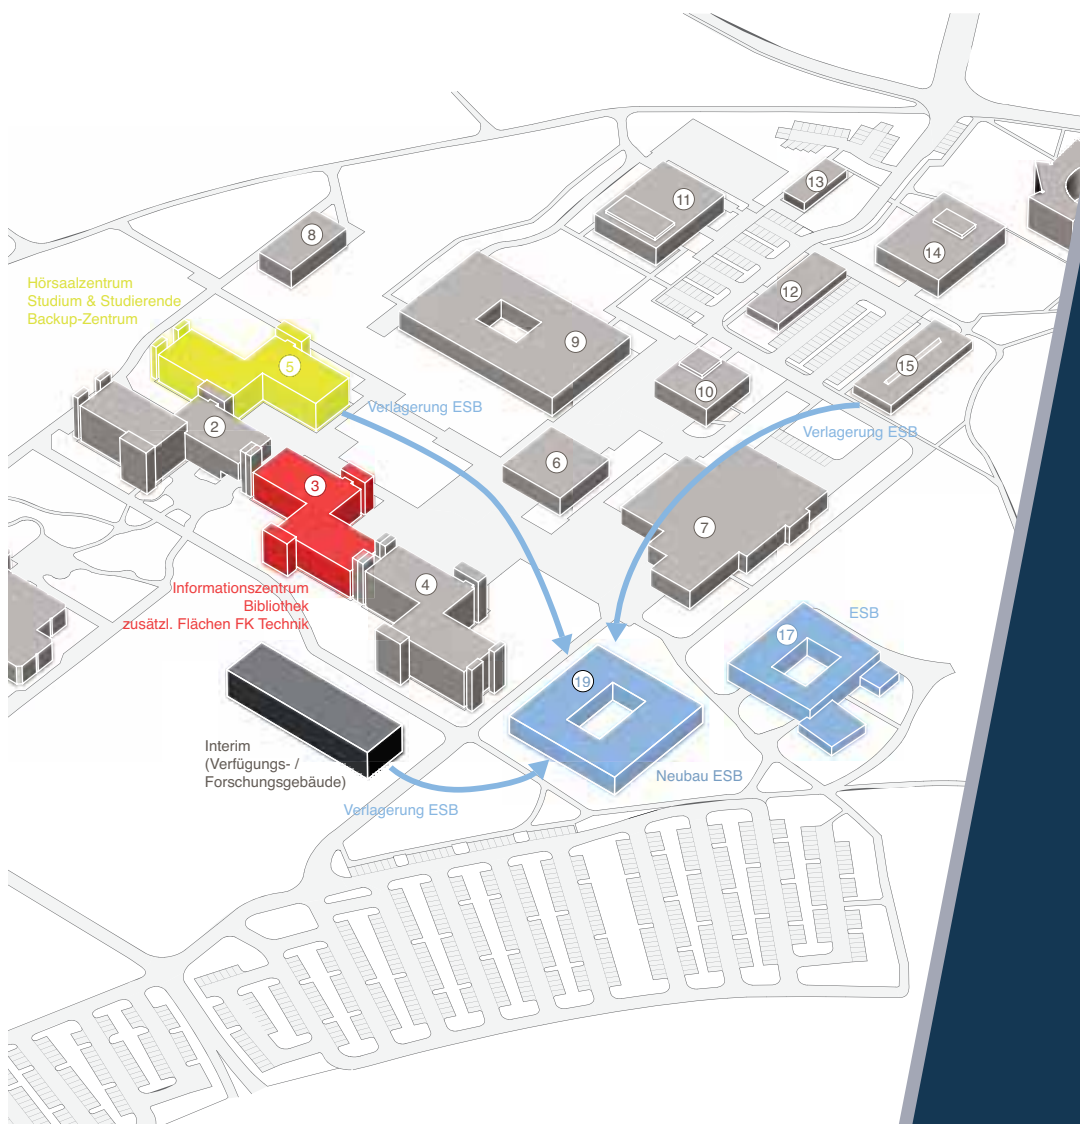 13
11
8
14
Hörsaalzentrum
Studium & Studierende
Backup-Zentrum
12
9
5
15
10
Verlagerung ESB
2
Verlagerung ESB
6
3
7
4
Informationszentrum
Bibliothek
zusätzl. Flächen FK Technik
ESB
17
19
Interim
(Verfügungs- /
Forschungsgebäude)
Neubau ESB
Verlagerung ESB